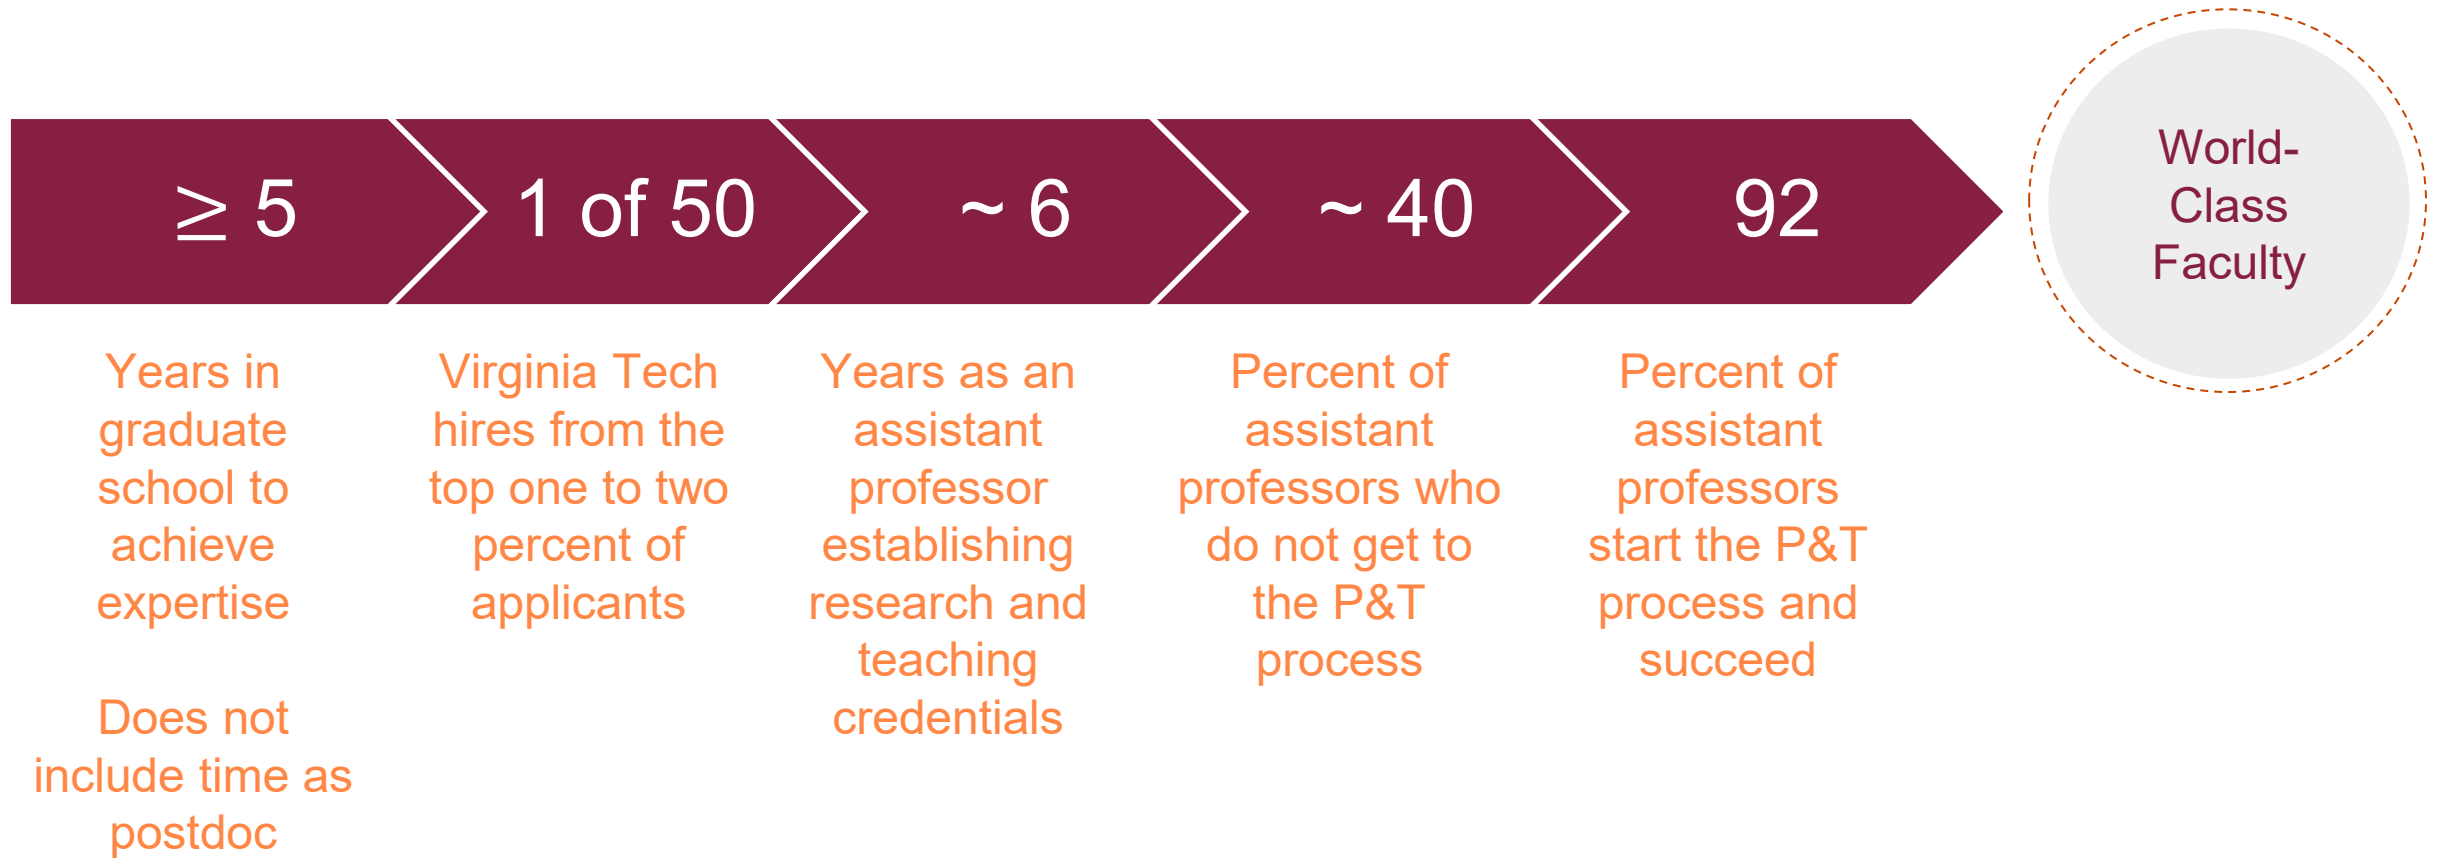 ≥ 5
1 of 50
~ 6
~ 40
92
World-
Class
Faculty
Years in
graduate
school to
achieve
expertise
Does not
include time as
postdoc
Virginia Tech
hires from the
top one to two
percent of
applicants
Years as an
assistant
professor
establishing
research and
teaching
credentials
Percent of
assistant
professors who
do not get to
the P&T
process
Percent of
assistant
professors
start the P&T
process and
succeed